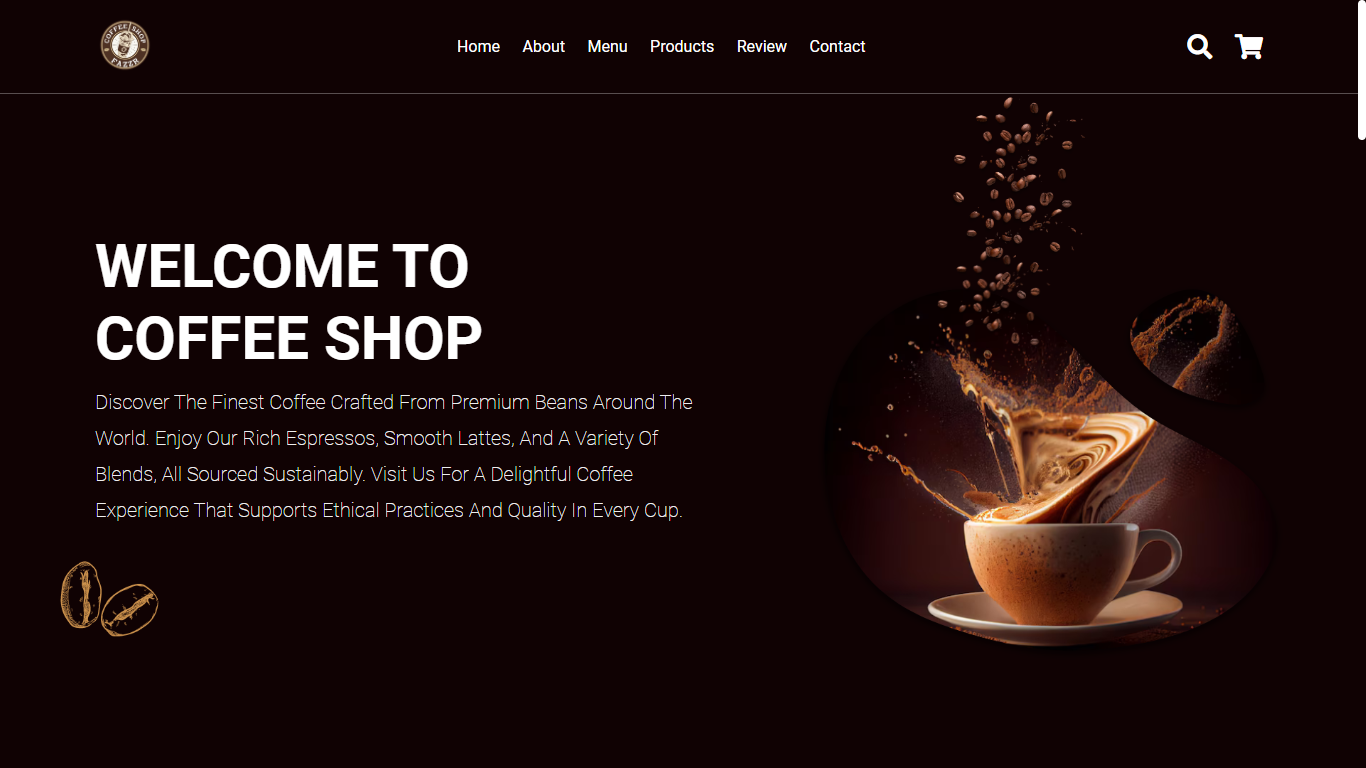 COFFEE SHOP
FAZZR
Home About Menu Products Review Contact
WELCOME TO
COFFEE SHOP
Discover The Finest Coffee Crafted From Premium Beans Around The
World. Enjoy Our Rich Espressos, Smooth Lattes, And A Variety Of
Blends, All Sourced Sustainably. Visit Us For A Delightful Coffee
Experience That Supports Ethical Practices And Quality In Every Cup.